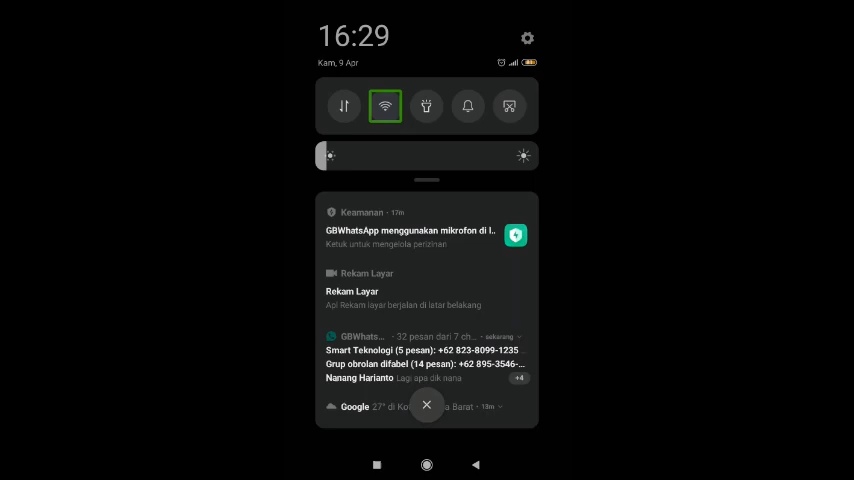 16:29
Kam, 9 Apr
Keamanan · 17m
GBWhatsApp menggunakan mikrofon di l..
Ketuk untuk mengelola perizinan
Rekam Layar
Rekam Layar
Api Rekam layar berjalan di latar belakang
GBWhats... · 32 pesan dari 7 ch... · sekarang
Smart Teknologi (5 pesan): +62 823-8099-1235
Grup obrolan difabel (14 pesan): +62 895-3546-...
Nanang Harianto Lagi apa dik nana
+4
Google 27° di Ko a Barat · 13m